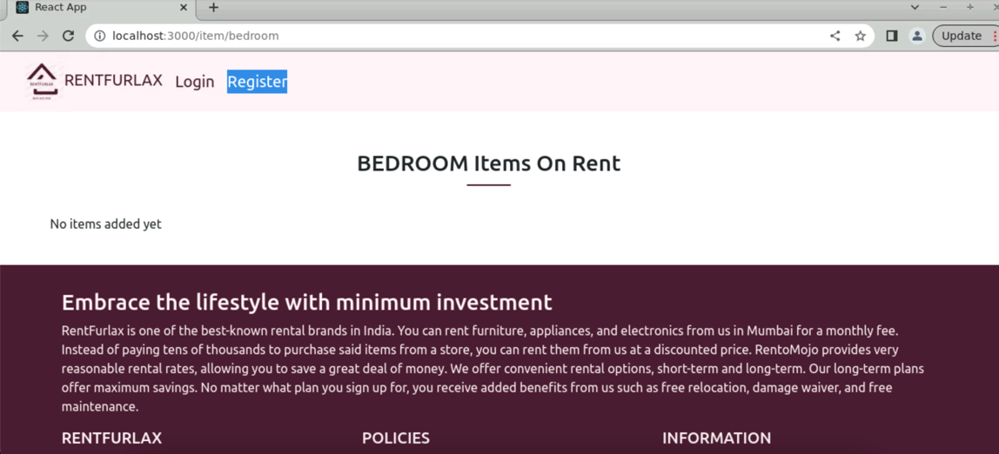 React App
localhost:3000/item/bedroom
Update
RENTFURLAX Login Register
BEDROOM Items On Rent
No items added yet
Embrace the lifestyle with minimum investment
RentFurlax is one of the best-known rental brands in India. You can rent furniture, appliances, and electronics from us in Mumbai for a monthly fee.
Instead of paying tens of thousands to purchase said items from a store, you can rent them from us at a discounted price. RentoMojo provides very
reasonable rental rates, allowing you to save a great deal of money. We offer convenient rental options, short-term and long-term. Our long-term plans
offer maximum savings. No matter what plan you sign up for, you receive added benefits from us such as free relocation, damage waiver, and free
maintenance.
RENTFURLAX POLICIES INFORMATION